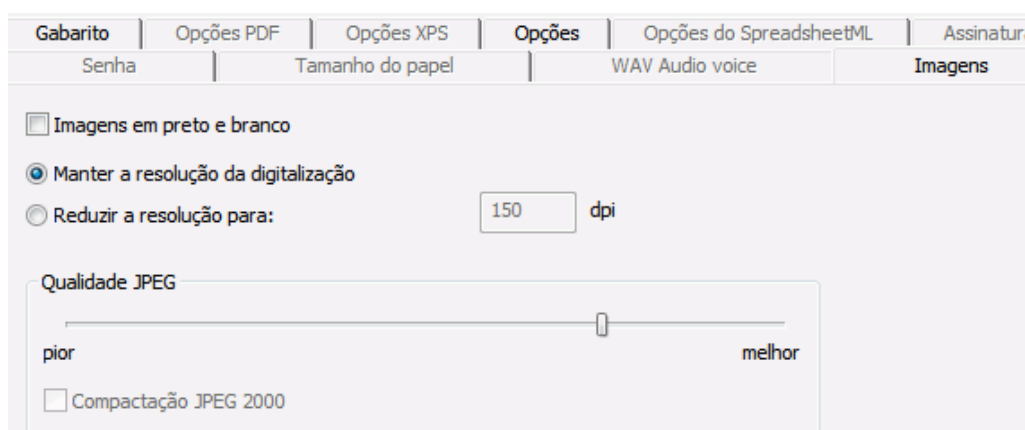 Gabarito Opções PDF Opções XPS Opções Opções do SpreadsheetML Assinatura
Senha Tamanho do papel WAV Audio voice Imagens
Imagens em preto e branco
Manter a resolução da digitalização
Reduzir a resolução para: 150 dpi
Qualidade JPEG
pior melhor
Compactação JPEG 2000